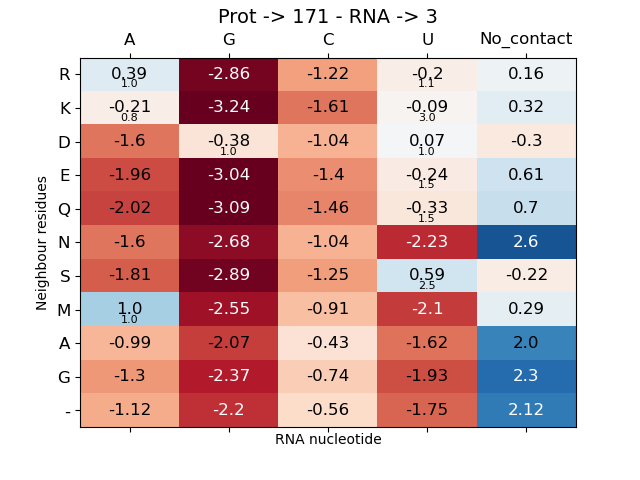 Prot -> 171 - RNA -> 3
A G C U No_contact
R 0.39 -2.86 -1.22 -0.2 0.16
1.0 1.1
K -0.21 -3.24 -1.61 -0.09 0.32
0.8 3.0
D -1.6 -0.38 -1.04 0.07 -0.3
1.0 1.0
E -1.96 -3.04 -1.4 -0.24 0.61
1.5
Q -2.02 -3.09 -1.46 -0.33 0.7
1.5
N -1.6 -2.68 -1.04 -2.23 2.6
S -1.81 -2.89 -1.25 0.59 -0.22
2.5
M 1.0 -2.55 -0.91 -2.1 0.29
1.0
A -0.99 -2.07 -0.43 -1.62 2.0
G -1.3 -2.37 -0.74 -1.93 2.3
- -1.12 -2.2 -0.56 -1.75 2.12
Neighbour residues
RNA nucleotide